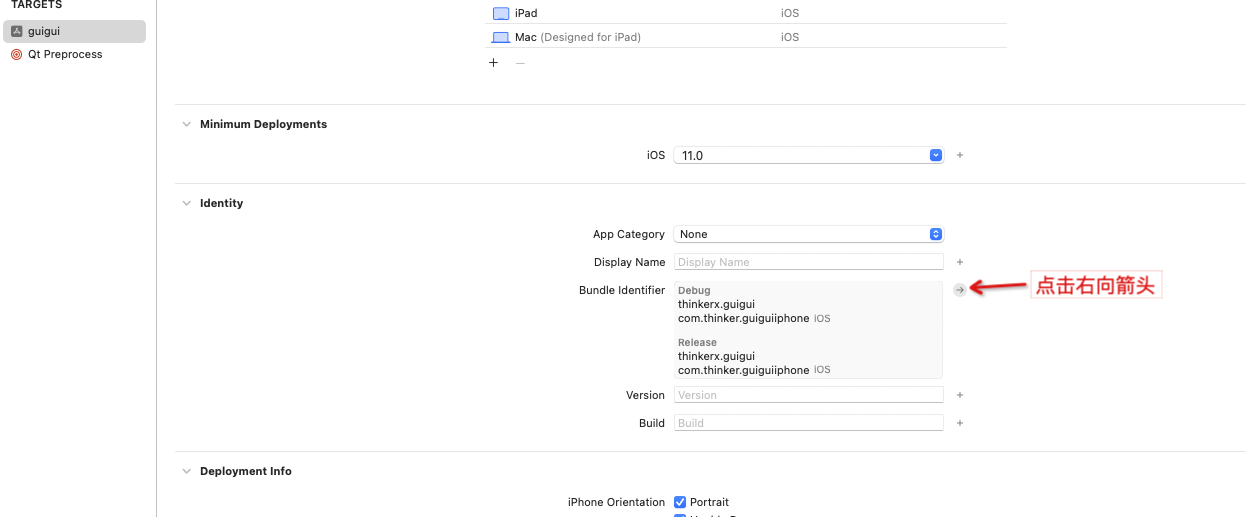 TARGETS
guigui
Qt Preprocess
iPad iOS
Mac (Designed for iPad) iOS
Minimum Deployments
iOS 11.0
Identity
App Category None
Display Name Display Name
Bundle Identifier Debug
thinkerx.guigui
com.thinker.guiguiiphone iOS
Release
thinkerx.guigui
com.thinker.guiguiiphone iOS
点击右向箭头
Version Version
Build Build
Deployment Info
iPhone Orientation Portrait